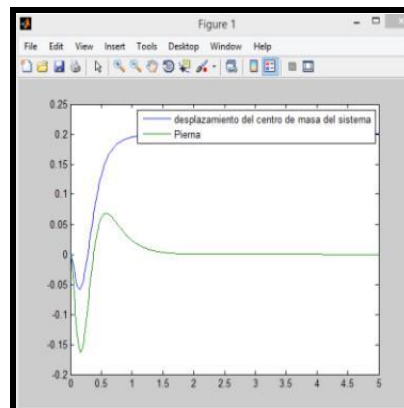 Figure 1
File Edit View Insert Tools Desktop Window Help
desplazamiento del centro de masa del sistema
Pierna
0.25
0.2
0.15
0.1
0.05
0
-0.05
-0.1
-0.15
-0.2
0 0.5 1 1.5 2 2.5 3 3.5 4 4.5 5